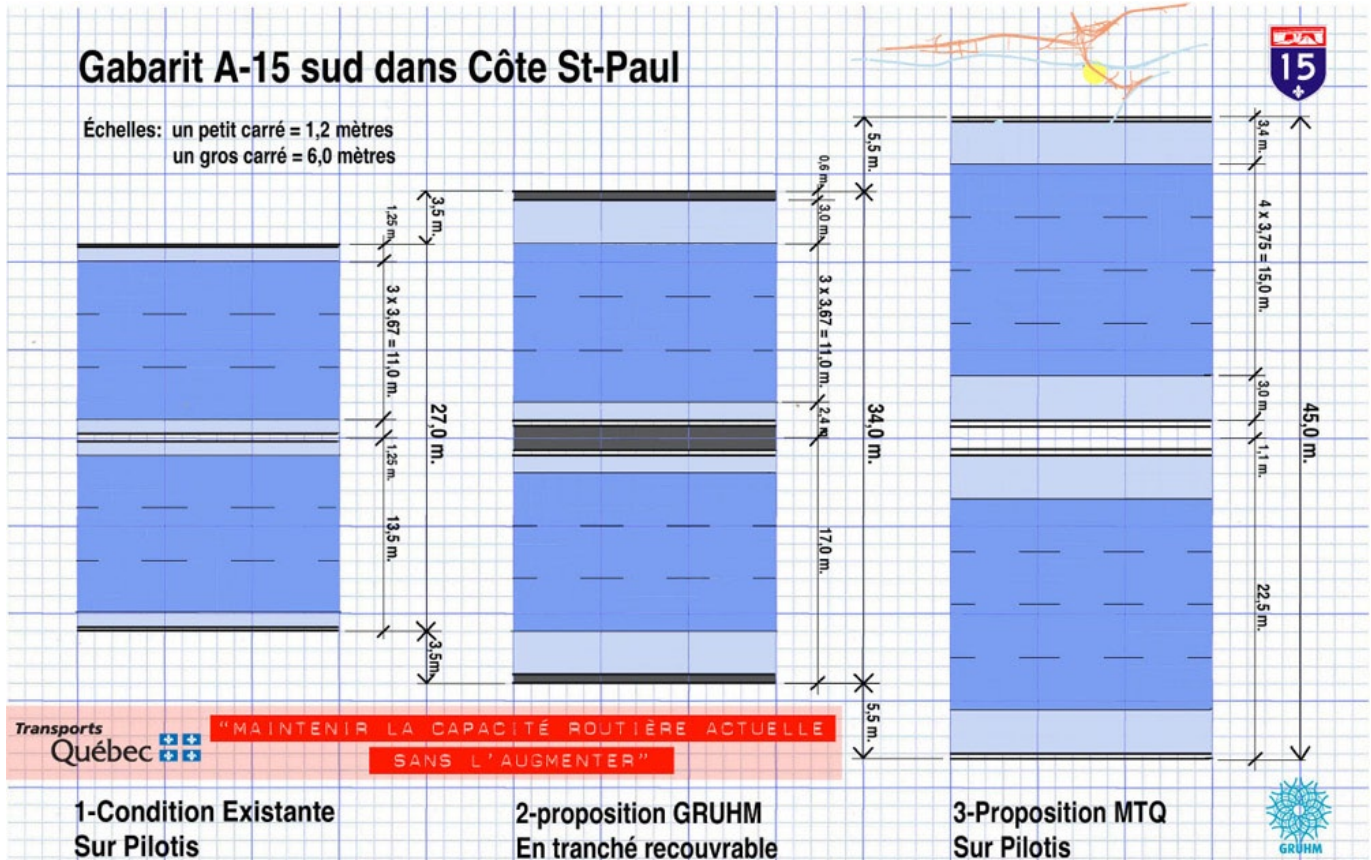 Gabarit A-15 sud dans Côte St-Paul
15
Échelles: un petit carré = 1,2 mètres
un gros carré = 6,0 mètres
1,25 m.
3 x 3,67 = 11,0 m.
1,25 m.
13,5 m.
3,5 m.
27,0 m.
3,5m.
0,6 m.
3,0 m.
3 x 3,67 = 11,0 m.
2,4 m
17,0 m.
5,5 m.
34,0 m.
5,5 m.
3,4 m.
4 x 3,75 = 15,0 m.
3,0 m.
1,1 m.
22,5 m.
45,0 m.
Transports
Québec
"MAINTENIR LA CAPACITÉ ROUTIÈRE ACTUELLE
SANS L'AUGMENTER"
1-Condition Existante
Sur Pilotis
2-proposition GRUHM
En tranché recouvrable
3-Proposition MTQ
Sur Pilotis
GRUHM